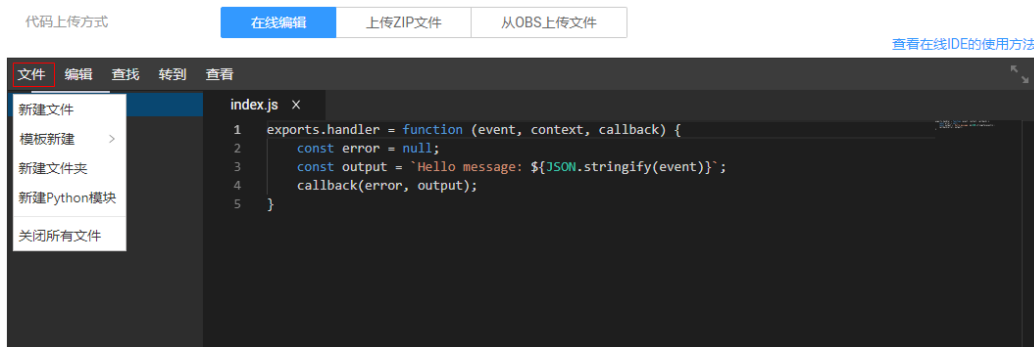 代码上传方式 在线编辑 上传ZIP文件 从OBS上传文件
查看在线IDE的使用方法
文件 编辑 查找 转到 查看
新建文件
模板新建 >
新建文件夹
新建Python模块
关闭所有文件
index.js ×
1 exports.handler = function (event, context, callback) {
2 const error = null;
3 const output = `Hello message: ${JSON.stringify(event)}`;
4 callback(error, output);
5 }